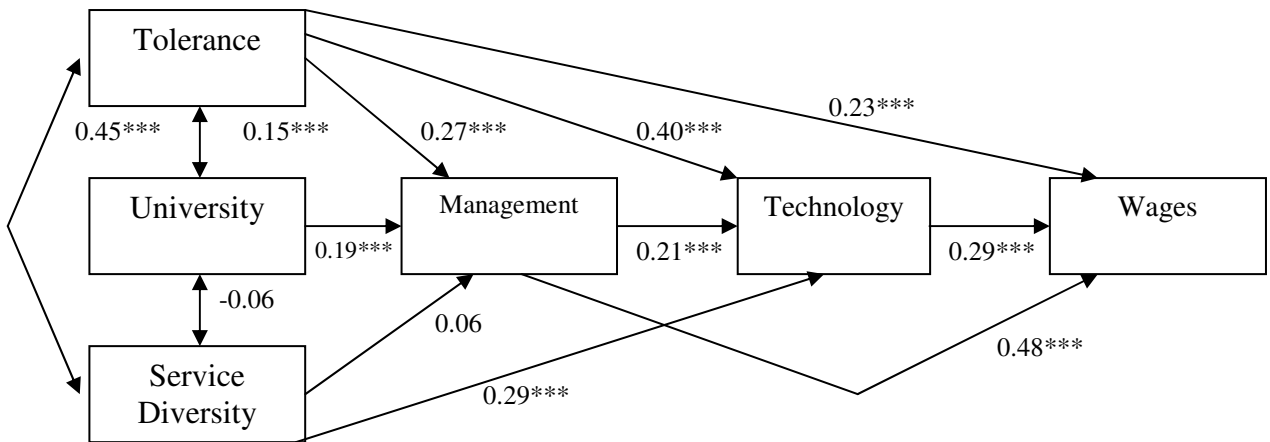 Tolerance
0.23***
0.45***
0.15***
0.27***
0.40***
University
Management
Technology
Wages
0.19***
0.21***
0.29***
-0.06
0.06
0.48***
Service
Diversity
0.29***